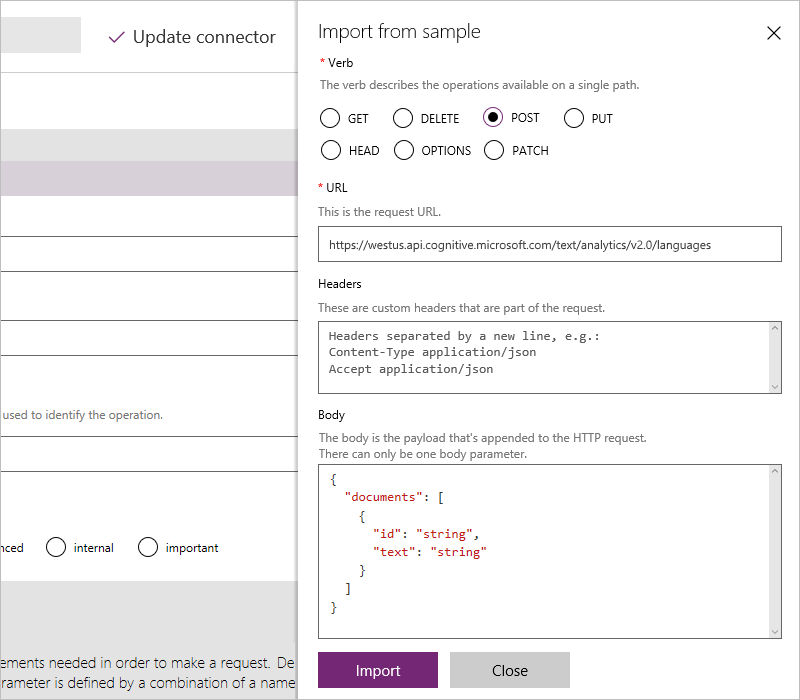 Update connector
used to identify the operation.
internal
important
needed in order to make a request. De
is defined by a combination of a name
Import from sample
* Verb
The verb describes the operations available on a single path.
GET DELETE POST PUT
HEAD OPTIONS PATCH
* URL
This is the request URL.
https://westus.api.cognitive.microsoft.com/text/analytics/v2.0/languages
Headers
These are custom headers that are part of the request.
Headers separated by a new line, e.g.:
Content-Type application/json
Accept application/json
Body
The body is the payload that's appended to the HTTP request.
There can only be one body parameter.
{
"documents": [
{
"id": "string",
"text": "string"
}
]
}
Import
Close